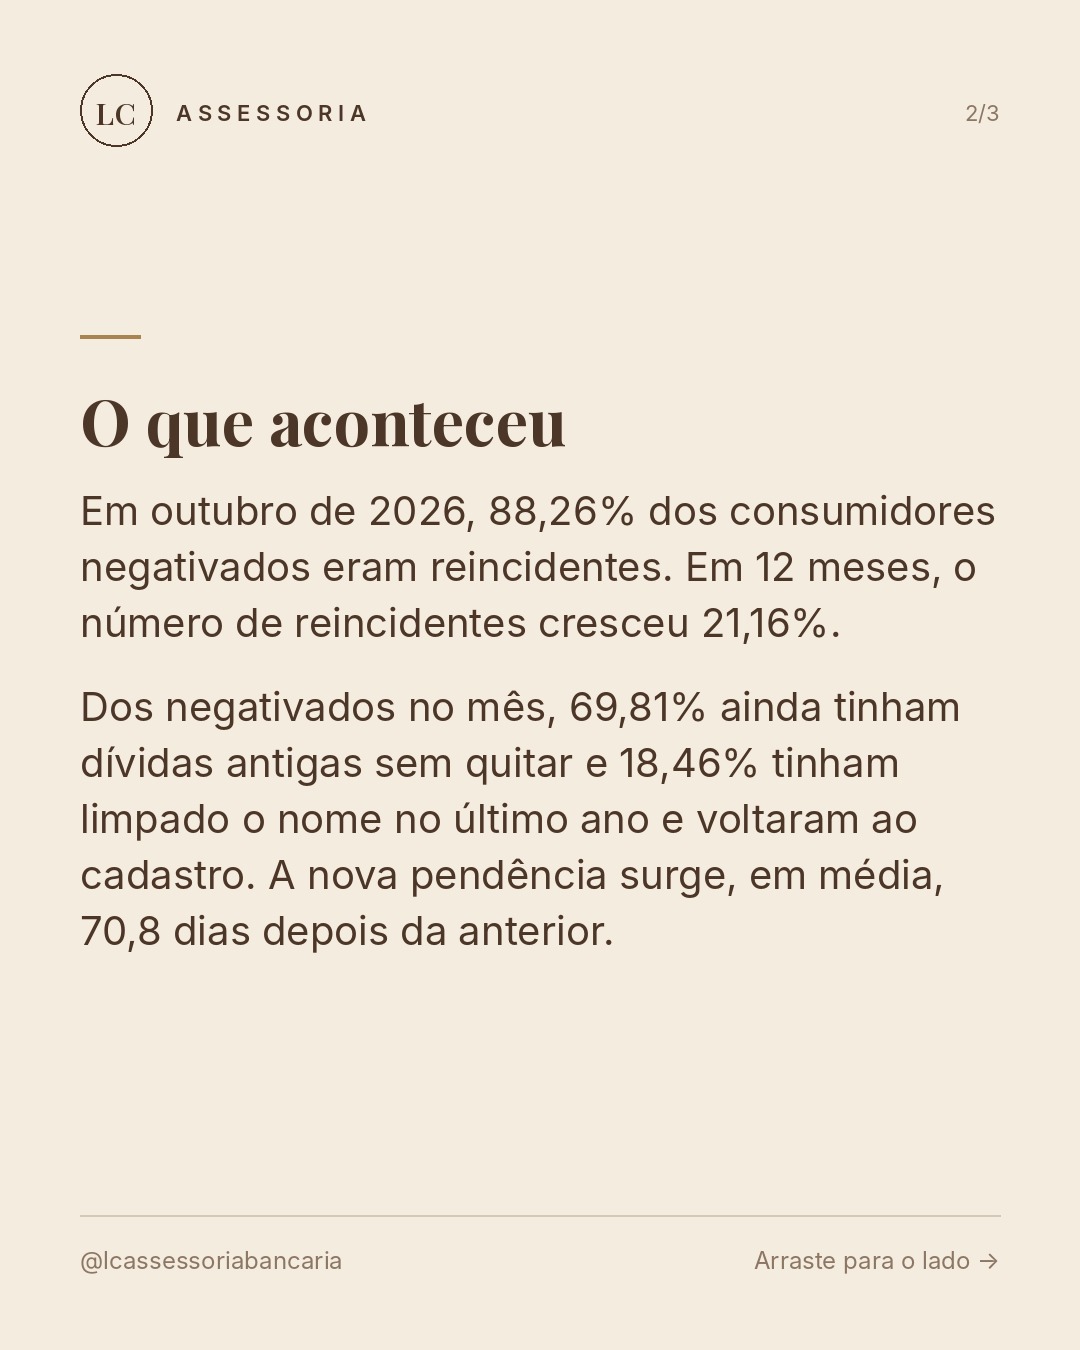 LC ASSESSORIA
2/3
O que aconteceu
Em outubro de 2026, 88,26% dos consumidores
negativados eram reincidentes. Em 12 meses, o
número de reincidentes cresceu 21,16%.
Dos negativados no mês, 69,81% ainda tinham
dívidas antigas sem quitar e 18,46% tinham
limpado o nome no último ano e voltaram ao
cadastro. A nova pendência surge, em média,
70,8 dias depois da anterior.
@lcassessoriabancaria
Arraste para o lado →